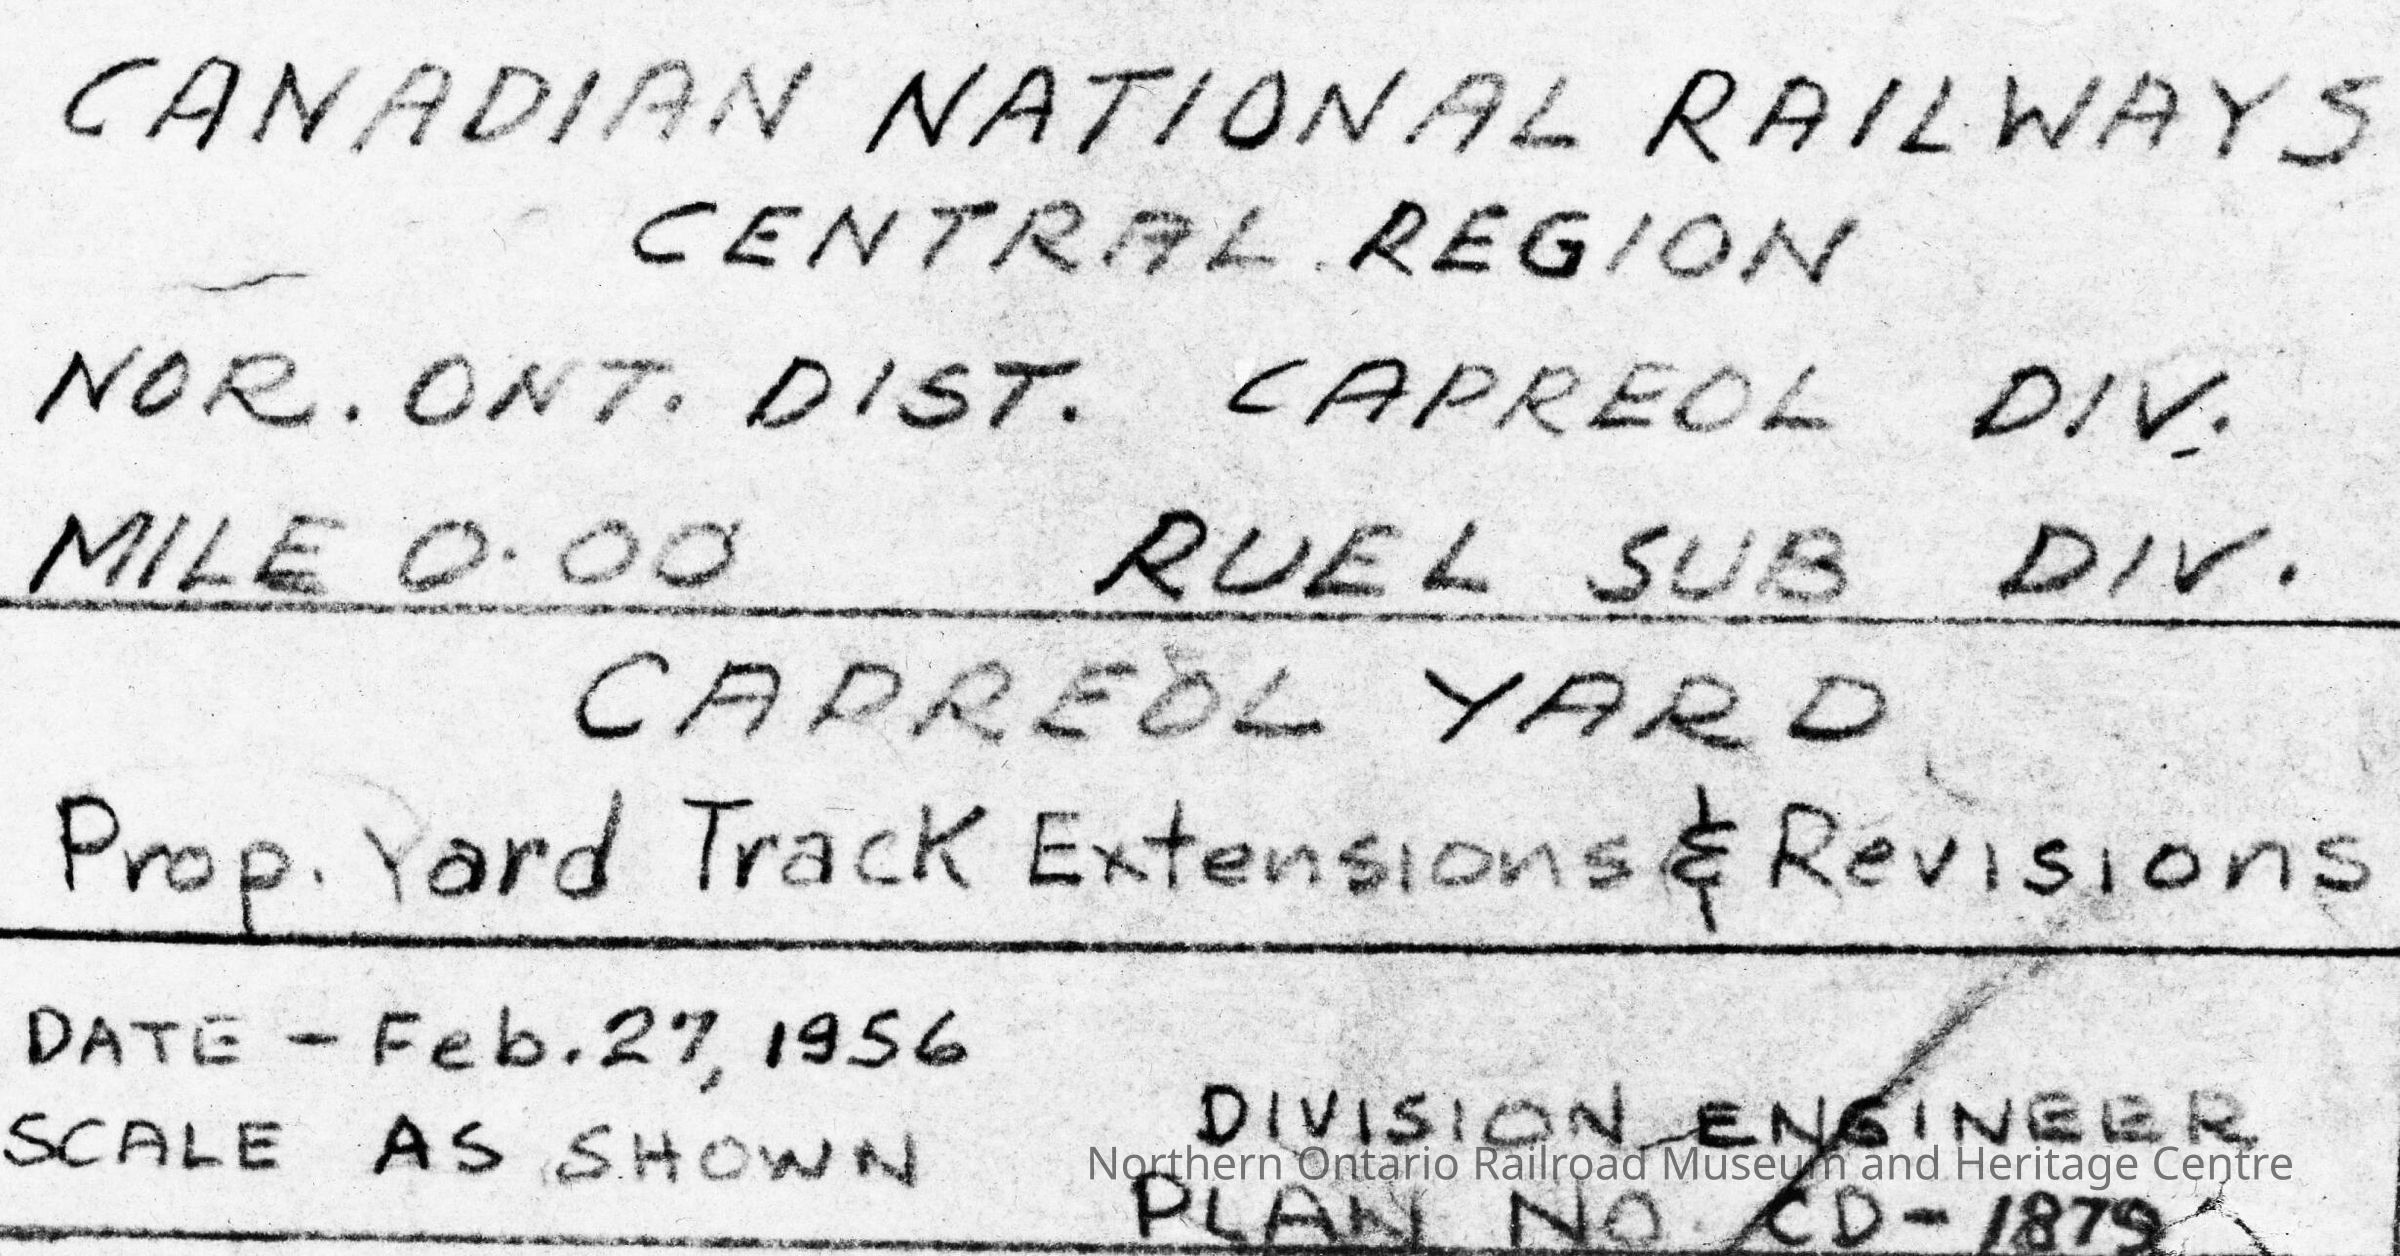 CANADIAN NATIONAL RAILWAYS
CENTRAL REGION
NOR. ONT. DIST. CAPREOL DIV.
MILE 0.00 RUEL SUB DIV.
CAPREOL YARD
Prop. Yard Track Extensions & Revisions
DATE - Feb. 27, 1956
SCALE AS SHOWN
DIVISION ENGINEER
Northern Ontario Railroad Museum and Heritage Centre
PLAN NO. CD-1879